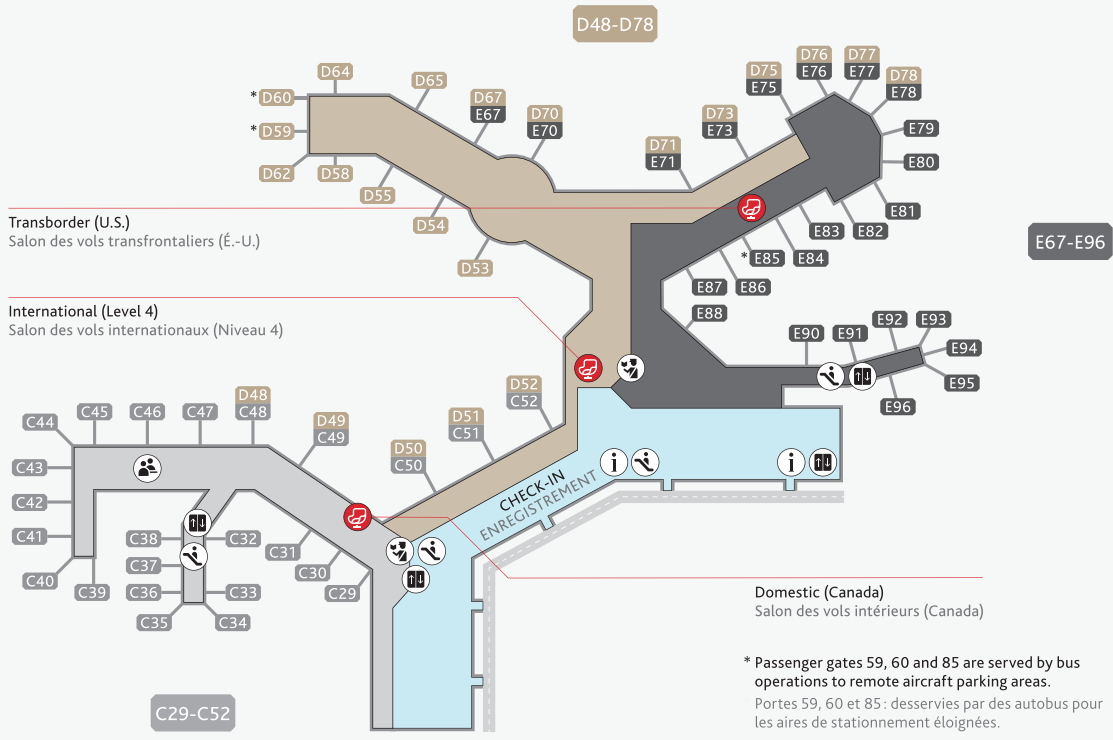 D48-D78
D76
E76
D77
E77
D64
D65
D75
E75
D78
E78
* D60
D67
E67
D70
E70
D73
E73
E79
* D59
D71
E71
E80
D62
D58
D55
E81
Transborder (U.S.)
Salon des vols transfrontaliers (É.-U.)
D54
E83
E82
D53
* E85
E84
E67-E96
E87
E86
International (Level 4)
Salon des vols internationaux (Niveau 4)
E88
E90
E91
E92
E93
E94
E95
E96
D52
C52
D51
C51
D50
C50
D49
C49
D48
C48
C47
C46
C45
C44
C43
C42
C41
C40
C39
C38
C32
C37
C36
C33
C35
C34
C31
C30
C29
CHECK-IN
ENREGISTREMENT
i
i
Domestic (Canada)
Salon des vols intérieurs (Canada)
* Passenger gates 59, 60 and 85 are served by bus
operations to remote aircraft parking areas.
Portes 59, 60 et 85 : desservies par des autobus pour
les aires de stationnement éloignées.
C29-C52